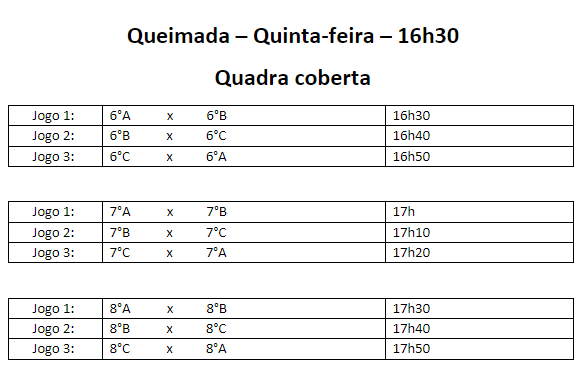 Queimada – Quinta-feira – 16h30
Quadra coberta
Jogo 1: 6°A x 6°B 16h30
Jogo 2: 6°B x 6°C 16h40
Jogo 3: 6°C x 6°A 16h50
Jogo 1: 7°A x 7°B 17h
Jogo 2: 7°B x 7°C 17h10
Jogo 3: 7°C x 7°A 17h20
Jogo 1: 8°A x 8°B 17h30
Jogo 2: 8°B x 8°C 17h40
Jogo 3: 8°C x 8°A 17h50